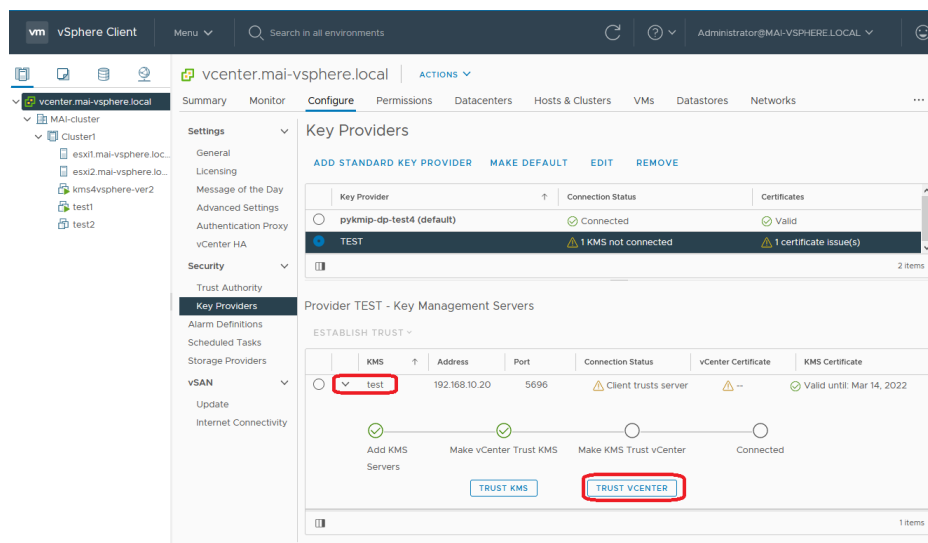 vm vSphere Client Menu Search in all environments Administrator@MAI-VSPHERE.LOCAL
vcenter.mai-vsphere.local ACTIONS
Summary Monitor Configure Permissions Datacenters Hosts & Clusters VMs Datastores Networks ...
vcenter.mai-vsphere.local
MAI-cluster
Cluster1
esxi1.mai-vsphere.loc...
esxi2.mai-vsphere.lo...
kms4vsphere-ver2
test1
test2
Settings
General
Licensing
Message of the Day
Advanced Settings
Authentication Proxy
vCenter HA
Security
Trust Authority
Key Providers
Alarm Definitions
Scheduled Tasks
Storage Providers
vSAN
Update
Internet Connectivity
Key Providers
ADD STANDARD KEY PROVIDER MAKE DEFAULT EDIT REMOVE
Key Provider Connection Status Certificates
pykmip-dp-test4 (default) Connected Valid
TEST 1 KMS not connected 1 certificate issue(s)
2 items
Provider TEST - Key Management Servers
ESTABLISH TRUST
KMS Address Port Connection Status vCenter Certificate KMS Certificate
test 192.168.10.20 5696 Client trusts server -- Valid until: Mar 14, 2022
Add KMS Make vCenter Trust KMS Make KMS Trust vCenter Connected
Servers
TRUST KMS TRUST VCENTER
1 items